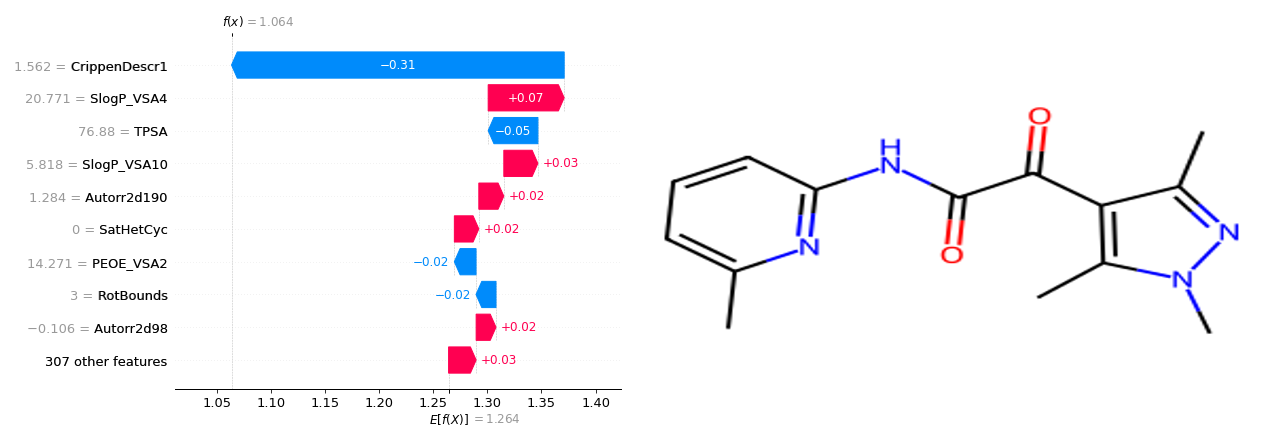 f(x) = 1.064
1.562 = CrippenDescr1
−0.31
20.771 = SlogP_VSA4
+0.07
76.88 = TPSA
−0.05
5.818 = SlogP_VSA10
+0.03
1.284 = Autorr2d190
+0.02
0 = SatHetCyc
+0.02
14.271 = PEOE_VSA2
−0.02
3 = RotBounds
−0.02
−0.106 = Autorr2d98
+0.02
307 other features
+0.03
1.05 1.10 1.15 1.20 1.25 1.30 1.35 1.40
E[f(X)] = 1.264
H
N
N
O
O
N
N